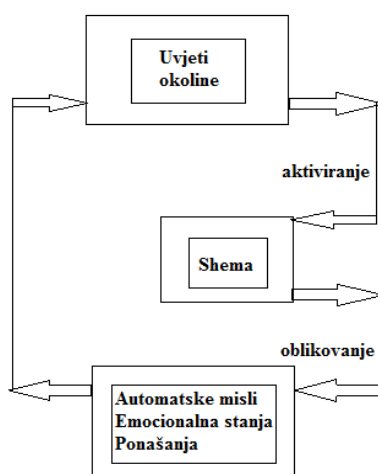 Uvjeti
okoline
aktiviranje
Shema
oblikovanje
Automatske misli
Emocionalna stanja
Ponašanja